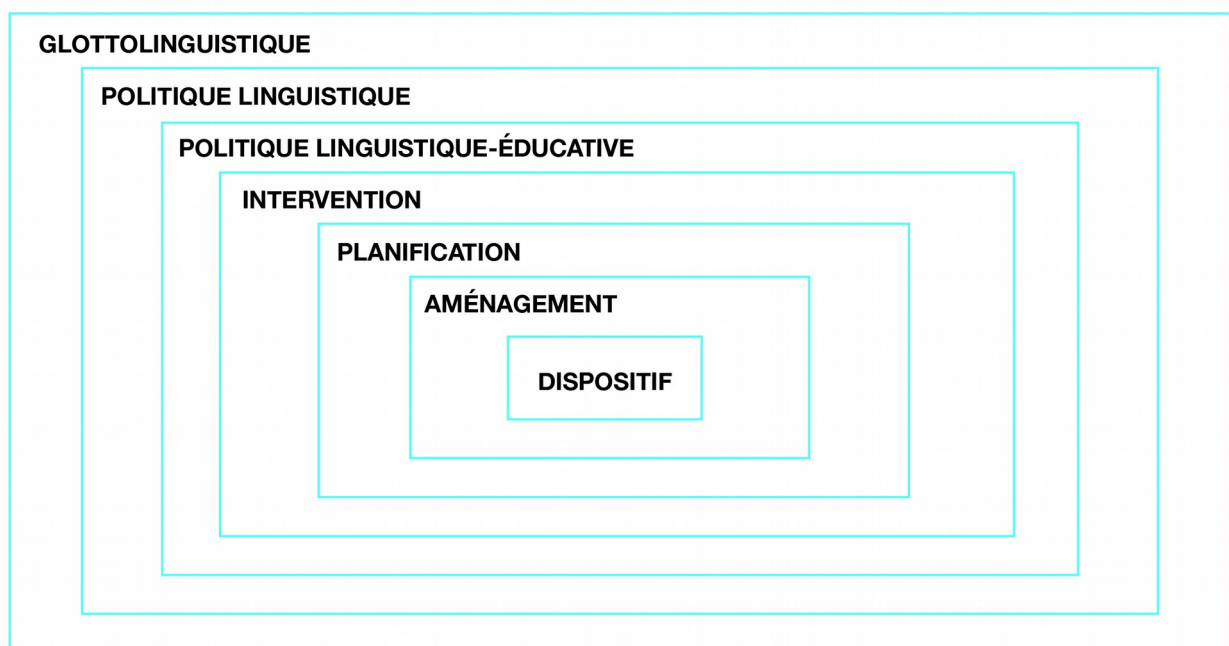 GLOTTOLINGUISTIQUE
POLITIQUE LINGUISTIQUE
POLITIQUE LINGUISTIQUE-ÉDUCATIVE
INTERVENTION
PLANIFICATION
AMÉNAGEMENT
DISPOSITIF